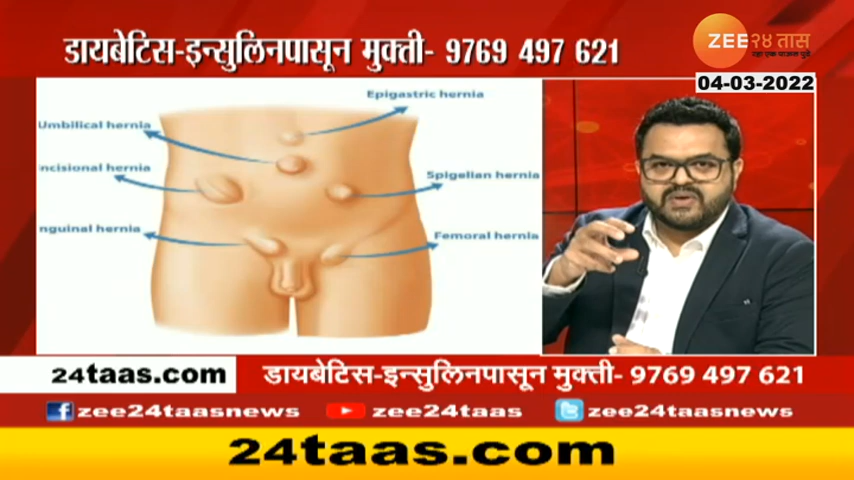 डायबेटिस-इन्सुलिनपासून मुक्ती- 9769 497 621
ZEE २४ तास
04-03-2022
Epigastric hernia
Umbilical hernia
ncisional hernia
Spigelian hernia
nguinal hernia
Femoral hernia
24taas.com
डायबेटिस-इन्सुलिनपासून मुक्ती- 9769 497 621
zee24taasnews
zee24taas
zee24taasnews
24taas.com